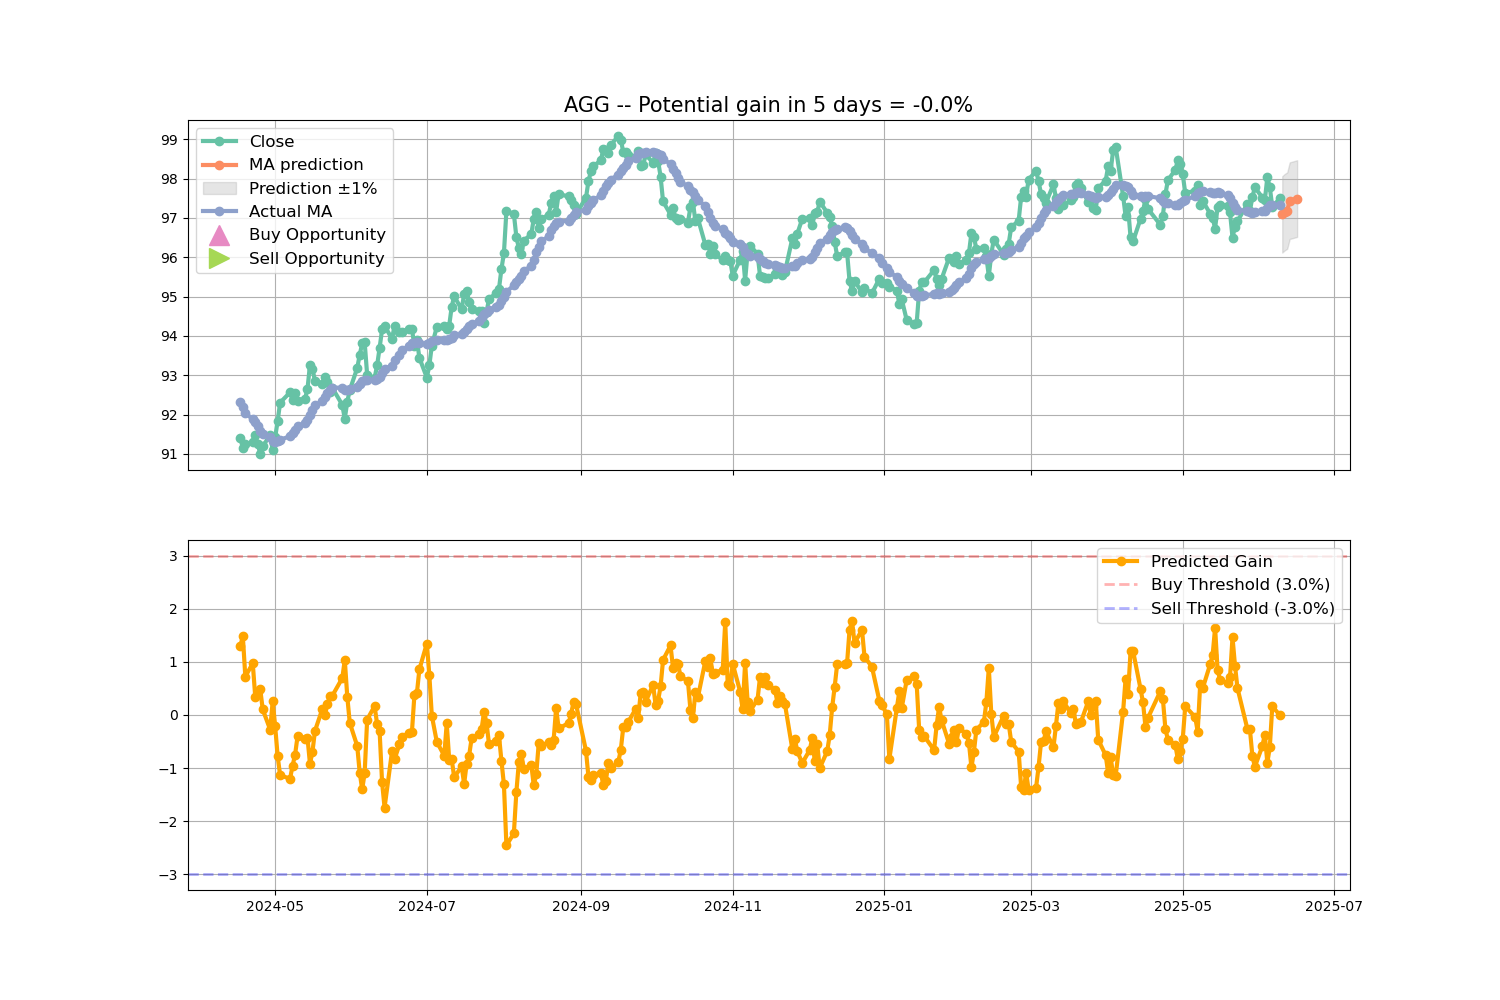 AGG -- Potential gain in 5 days = -0.0%
99
98
97
96
95
94
93
92
91
Close
MA prediction
Prediction ±1%
Actual MA
Buy Opportunity
Sell Opportunity
3
2
1
0
−1
−2
−3
Predicted Gain
Buy Threshold (3.0%)
Sell Threshold (-3.0%)
2024-05
2024-07
2024-09
2024-11
2025-01
2025-03
2025-05
2025-07